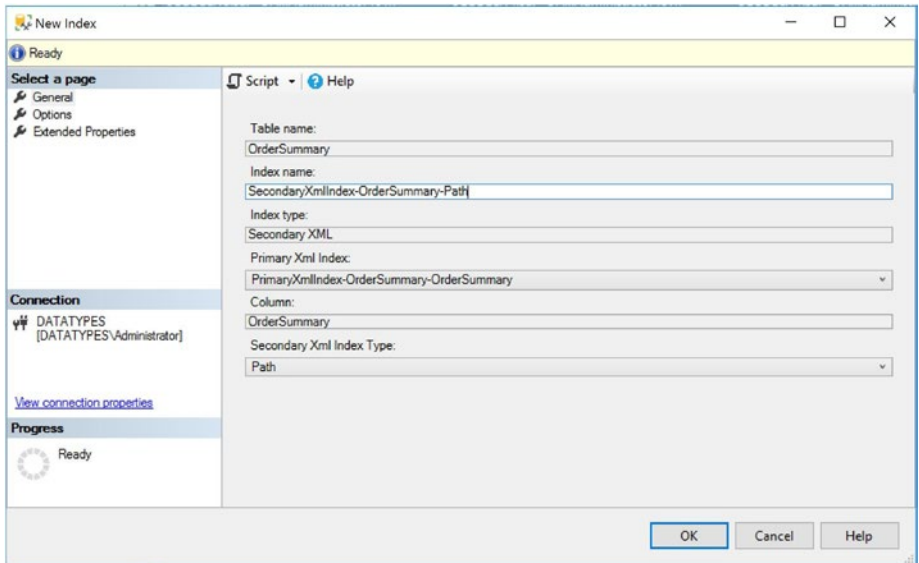 New Index
Ready
Select a page
General
Options
Extended Properties
Script
Help
Table name:
OrderSummary
Index name:
SecondaryXmlIndex-OrderSummary-Path
Index type:
Secondary XML
Primary Xml Index:
PrimaryXmlIndex-OrderSummary-OrderSummary
Column:
OrderSummary
Secondary Xml Index Type:
Path
Connection
DATATYPES
[DATATYPES\Administrator]
View connection properties
Progress
Ready
OK
Cancel
Help